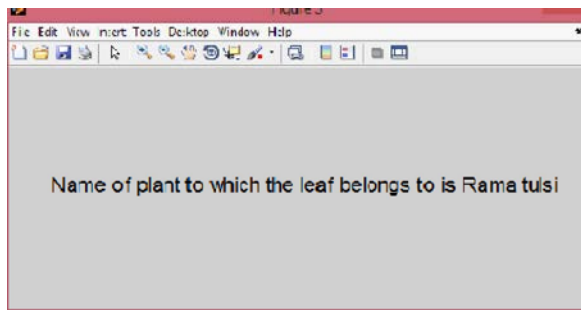 Figure 3
File Edit View Insert Tools Desktop Window Help
Name of plant to which the leaf belongs to is Rama tulsi